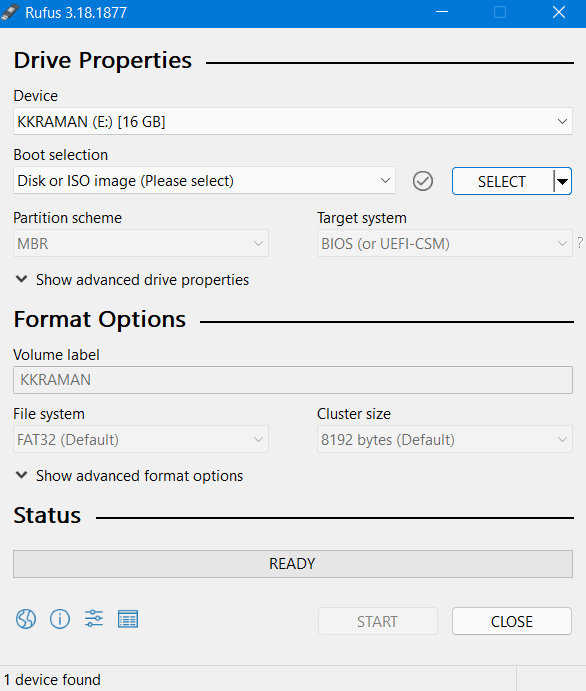 Rufus 3.18.1877
Drive Properties
Device
KKRAMAN (E:) [16 GB]
Boot selection
Disk or ISO image (Please select)
SELECT
Partition scheme
Target system
MBR
BIOS (or UEFI-CSM)
?
Show advanced drive properties
Format Options
Volume label
KKRAMAN
File system
Cluster size
FAT32 (Default)
8192 bytes (Default)
Show advanced format options
Status
READY
START
CLOSE
1 device found